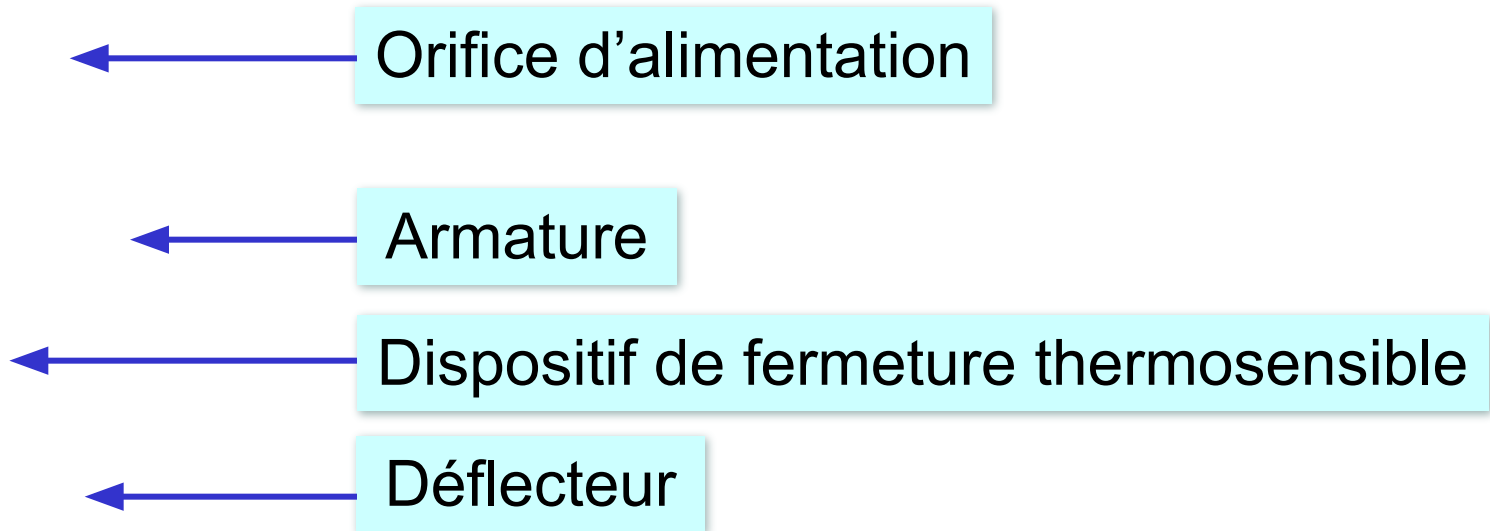 Orifice d’alimentation
Armature
Dispositif de fermeture thermosensible
Déflecteur